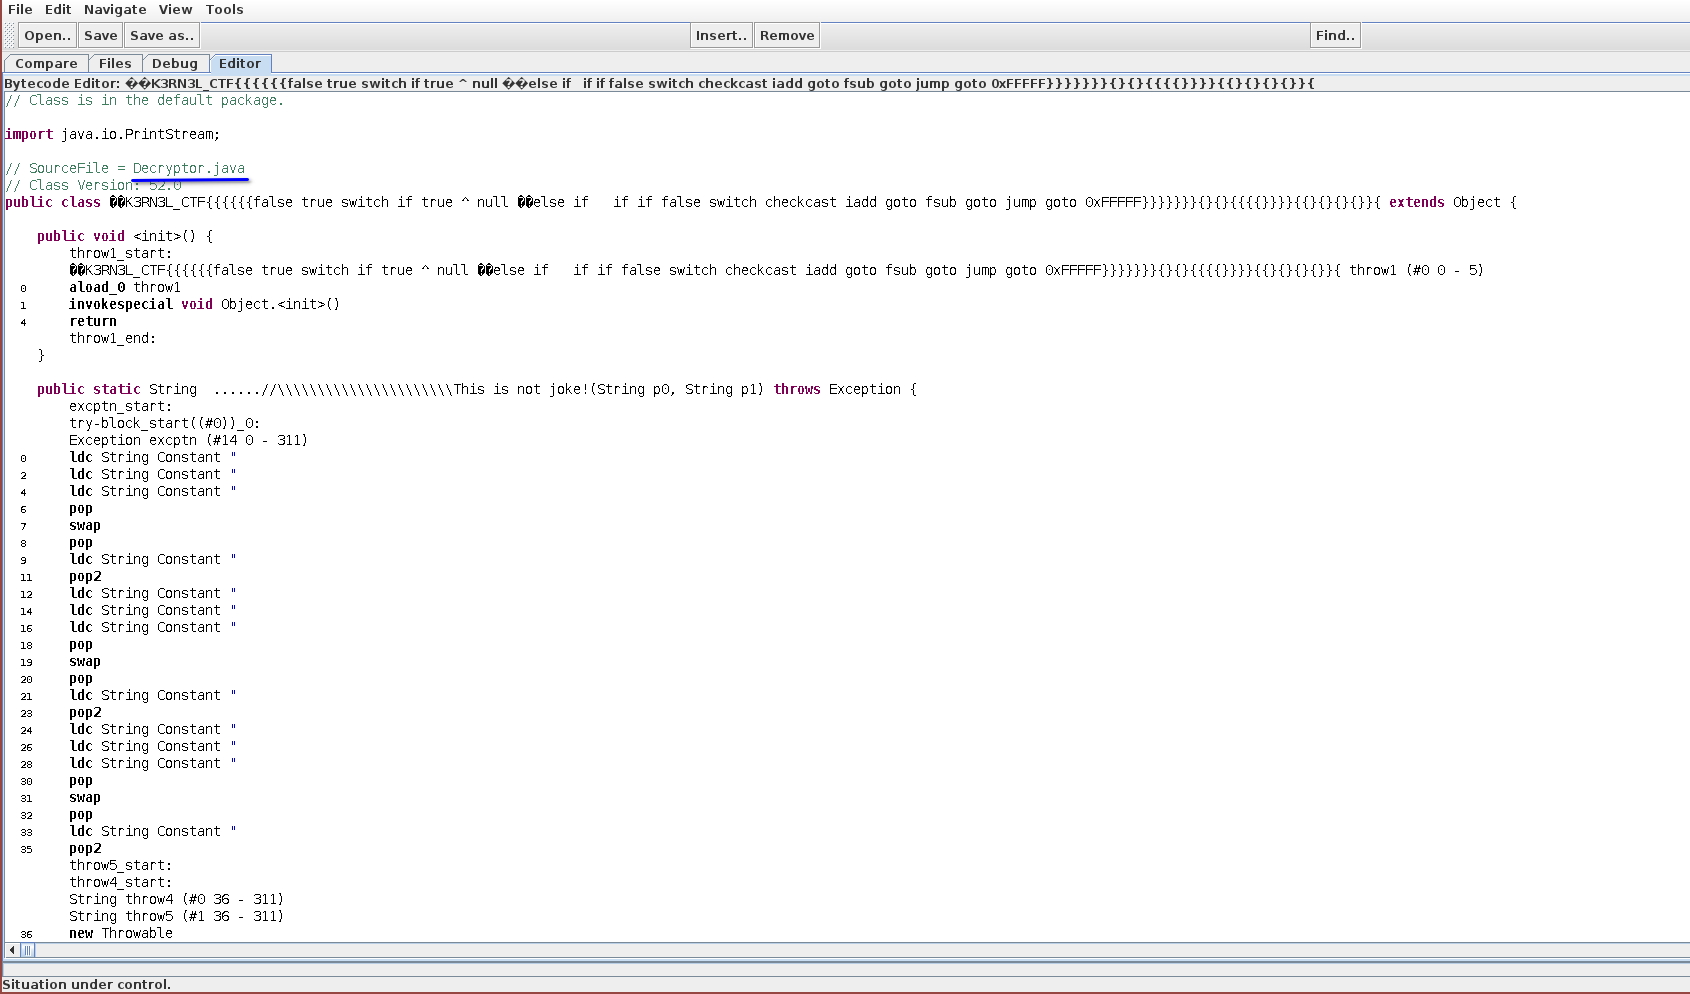 File Edit Navigate View Tools
Open.. Save Save as.. Insert.. Remove Find..
Compare Files Debug Editor
Bytecode Editor: ��K3RN3L_CTF{{{{{{false true switch if true ^ null ��else if   if if false switch checkcast iadd goto fsub goto jump goto 0xFFFFF}}}}}}}{}{}{{{{}}}}{{}{}{}{}}{
// Class is in the default package.
import java.io.PrintStream;
// SourceFile = Decryptor.java
// Class Version: 52.0
public class ��K3RN3L_CTF{{{{{{false true switch if true ^ null ��else if   if if false switch checkcast iadd goto fsub goto jump goto 0xFFFFF}}}}}}}{}{}{{{{}}}}{{}{}{}{}}{ extends Object {
public void <init>() {
throw1_start:
��K3RN3L_CTF{{{{{{false true switch if true ^ null ��else if   if if false switch checkcast iadd goto fsub goto jump goto 0xFFFFF}}}}}}}{}{}{{{{}}}}{{}{}{}{}}{ throw1 (#0 0 - 5)
0 aload_0 throw1
1 invokespecial void Object.<init>()
4 return
throw1_end:
}
public static String  ......//\\\\\\\\\\\\\\\\\\\\\\This is not joke!(String p0, String p1) throws Exception {
excptn_start:
try-block_start((#0))_0:
Exception excptn (#14 0 - 311)
0 ldc String Constant "
2 ldc String Constant "
4 ldc String Constant "
6 pop
7 swap
8 pop
9 ldc String Constant "
11 pop2
12 ldc String Constant "
14 ldc String Constant "
16 ldc String Constant "
18 pop
19 swap
20 pop
21 ldc String Constant "
23 pop2
24 ldc String Constant "
26 ldc String Constant "
28 ldc String Constant "
30 pop
31 swap
32 pop
33 ldc String Constant "
35 pop2
throw5_start:
throw4_start:
String throw4 (#0 36 - 311)
String throw5 (#1 36 - 311)
36 new Throwable
Situation under control.